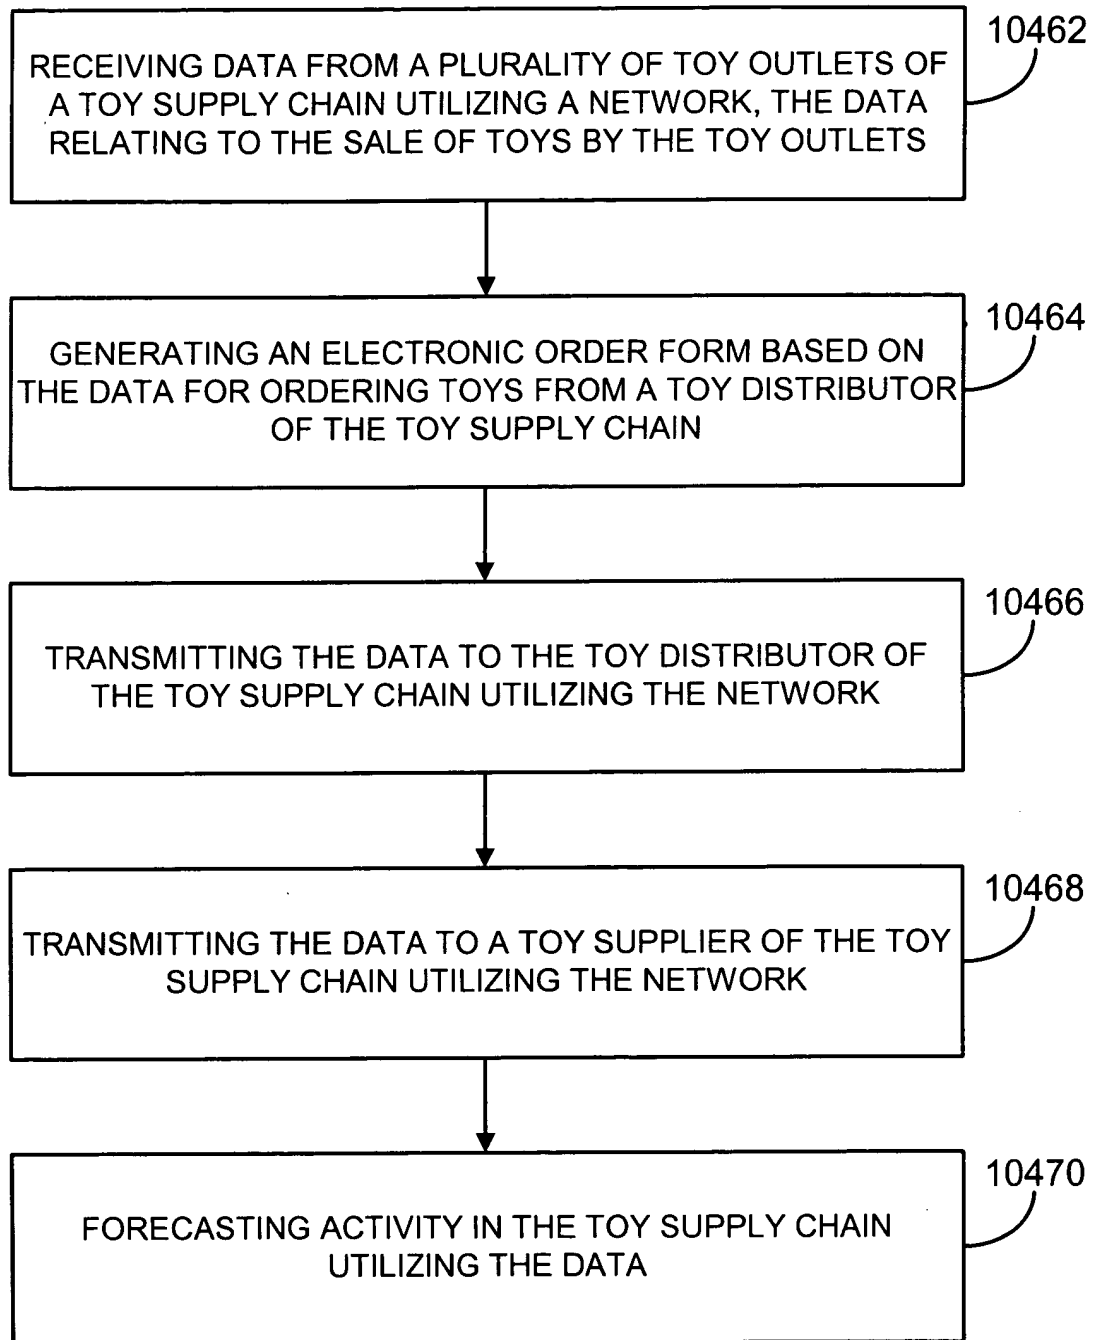 10462
RECEIVING DATA FROM A PLURALITY OF TOY OUTLETS OF
A TOY SUPPLY CHAIN UTILIZING A NETWORK, THE DATA
RELATING TO THE SALE OF TOYS BY THE TOY OUTLETS
10464
GENERATING AN ELECTRONIC ORDER FORM BASED ON
THE DATA FOR ORDERING TOYS FROM A TOY DISTRIBUTOR
OF THE TOY SUPPLY CHAIN
10466
TRANSMITTING THE DATA TO THE TOY DISTRIBUTOR OF
THE TOY SUPPLY CHAIN UTILIZING THE NETWORK
10468
TRANSMITTING THE DATA TO A TOY SUPPLIER OF THE TOY
SUPPLY CHAIN UTILIZING THE NETWORK
10470
FORECASTING ACTIVITY IN THE TOY SUPPLY CHAIN
UTILIZING THE DATA